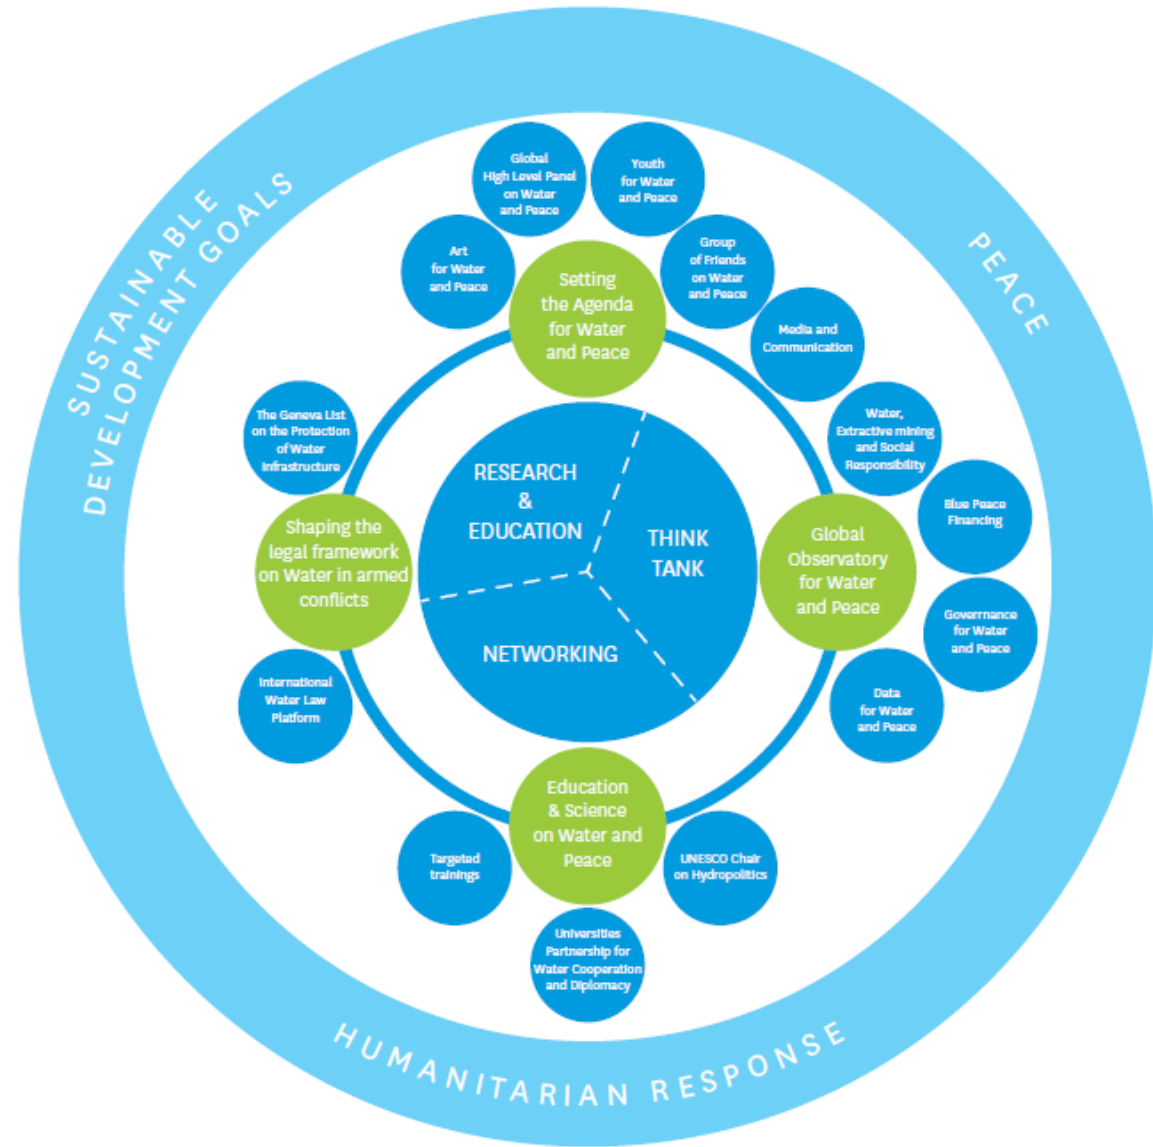 SUSTAINABLE
DEVELOPMENT GOALS
PEACE
HUMANITARIAN RESPONSE
Global
High Level Panel
on Water
and Peace
Youth
for Water
and Peace
Art
for Water
and Peace
Group
of Friends
on Water
and Peace
Setting
the Agenda
for Water
and Peace
Media and
Communication
The Geneva List
on the Protection
of Water
Infrastructure
Water,
Extractive mining
and Social
Responsibility
RESEARCH
&
EDUCATION
THINK
TANK
NETWORKING
Shaping the
legal framework
on Water in armed
conflicts
Global
Observatory
for Water
and Peace
Blue Peace
Financing
Goverrnance
for Water
and Peace
International
Water Law
Platform
Data
for Water
and Peace
Education
& Science
on Water and
Peace
Targeted
trainings
UNESCO Chair
on Hydropolitics
Universities
Partnership for
Water Cooperation
and Diplomacy